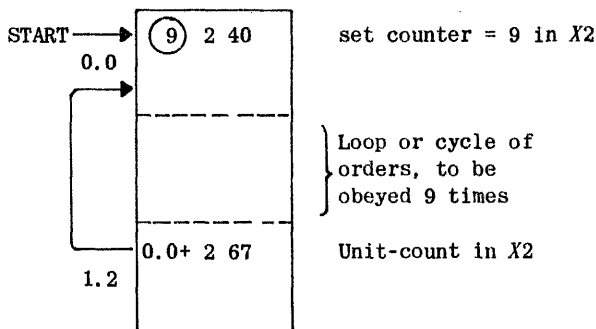 START 9 2 40 set counter = 9 in X2
0.0
Loop or cycle of
orders, to be
obeyed 9 times
0.0+ 2 67 Unit-count in X2
1.2